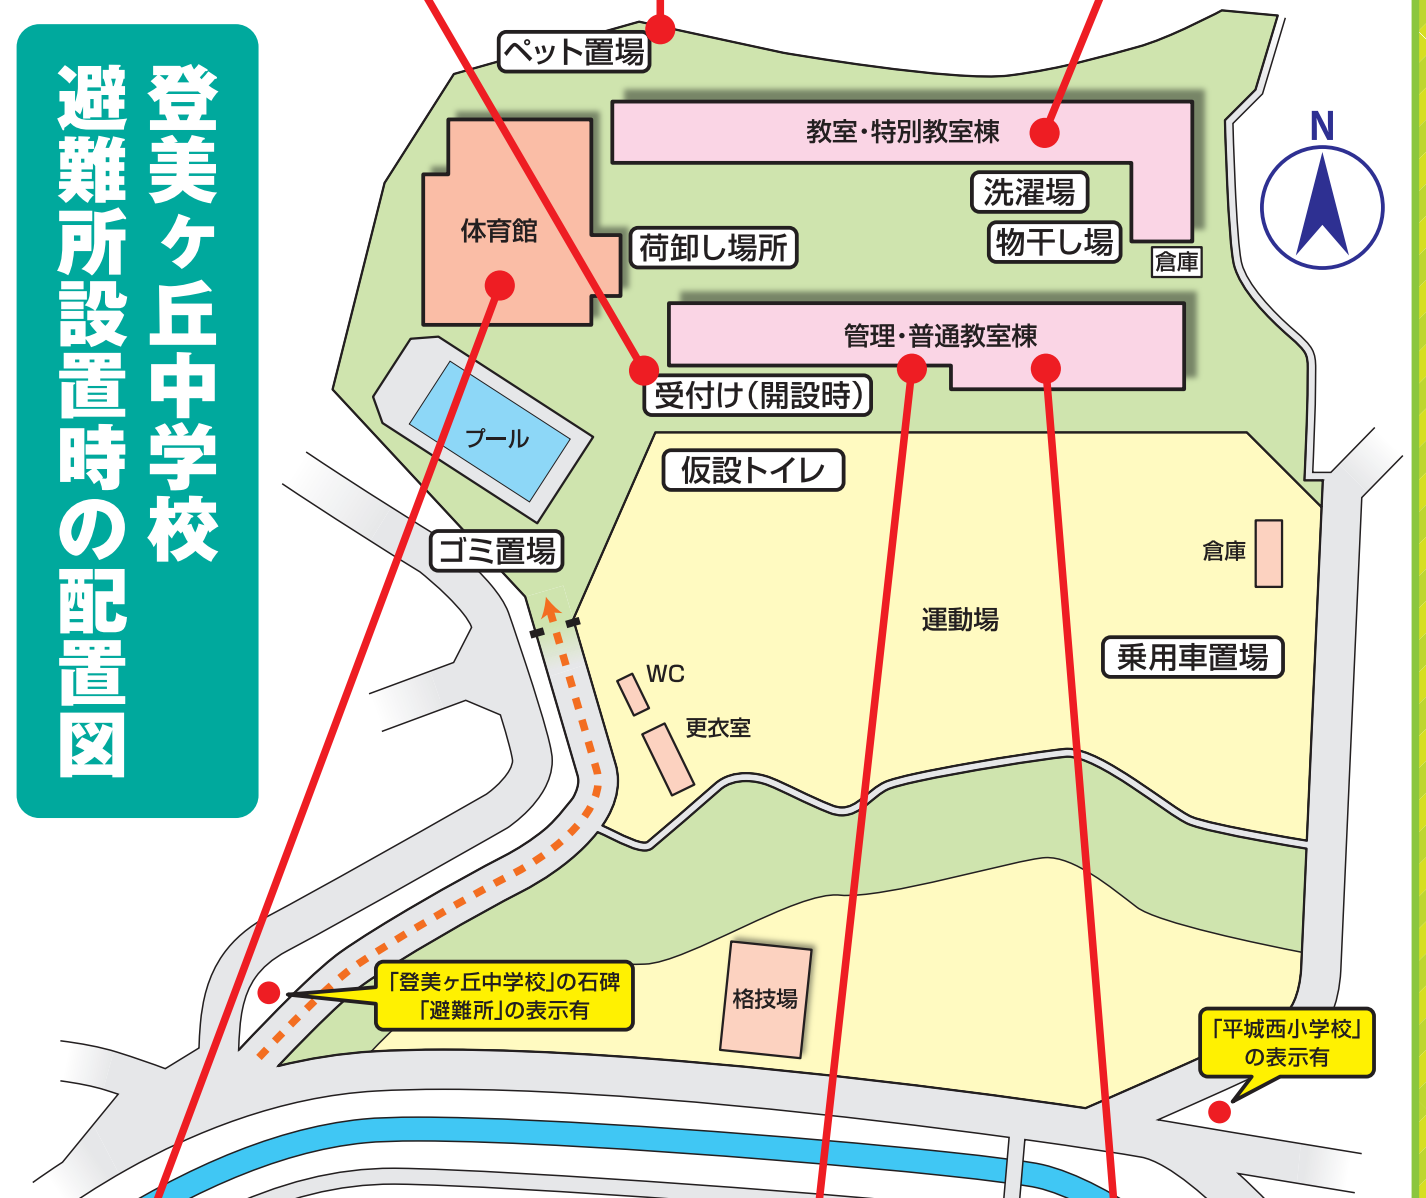 登美ヶ丘中学校
避難所設置時の配置図
ペット置場
教室・特別教室棟
N
洗濯場
体育館
荷卸し場所
物干し場
倉庫
管理・普通教室棟
受付け（開設時）
プール
仮設トイレ
ゴミ置場
倉庫
運動場
乗用車置場
WC
更衣室
「登美ヶ丘中学校」の石碑
「避難所」の表示有
格技場
「平城西小学校」
の表示有